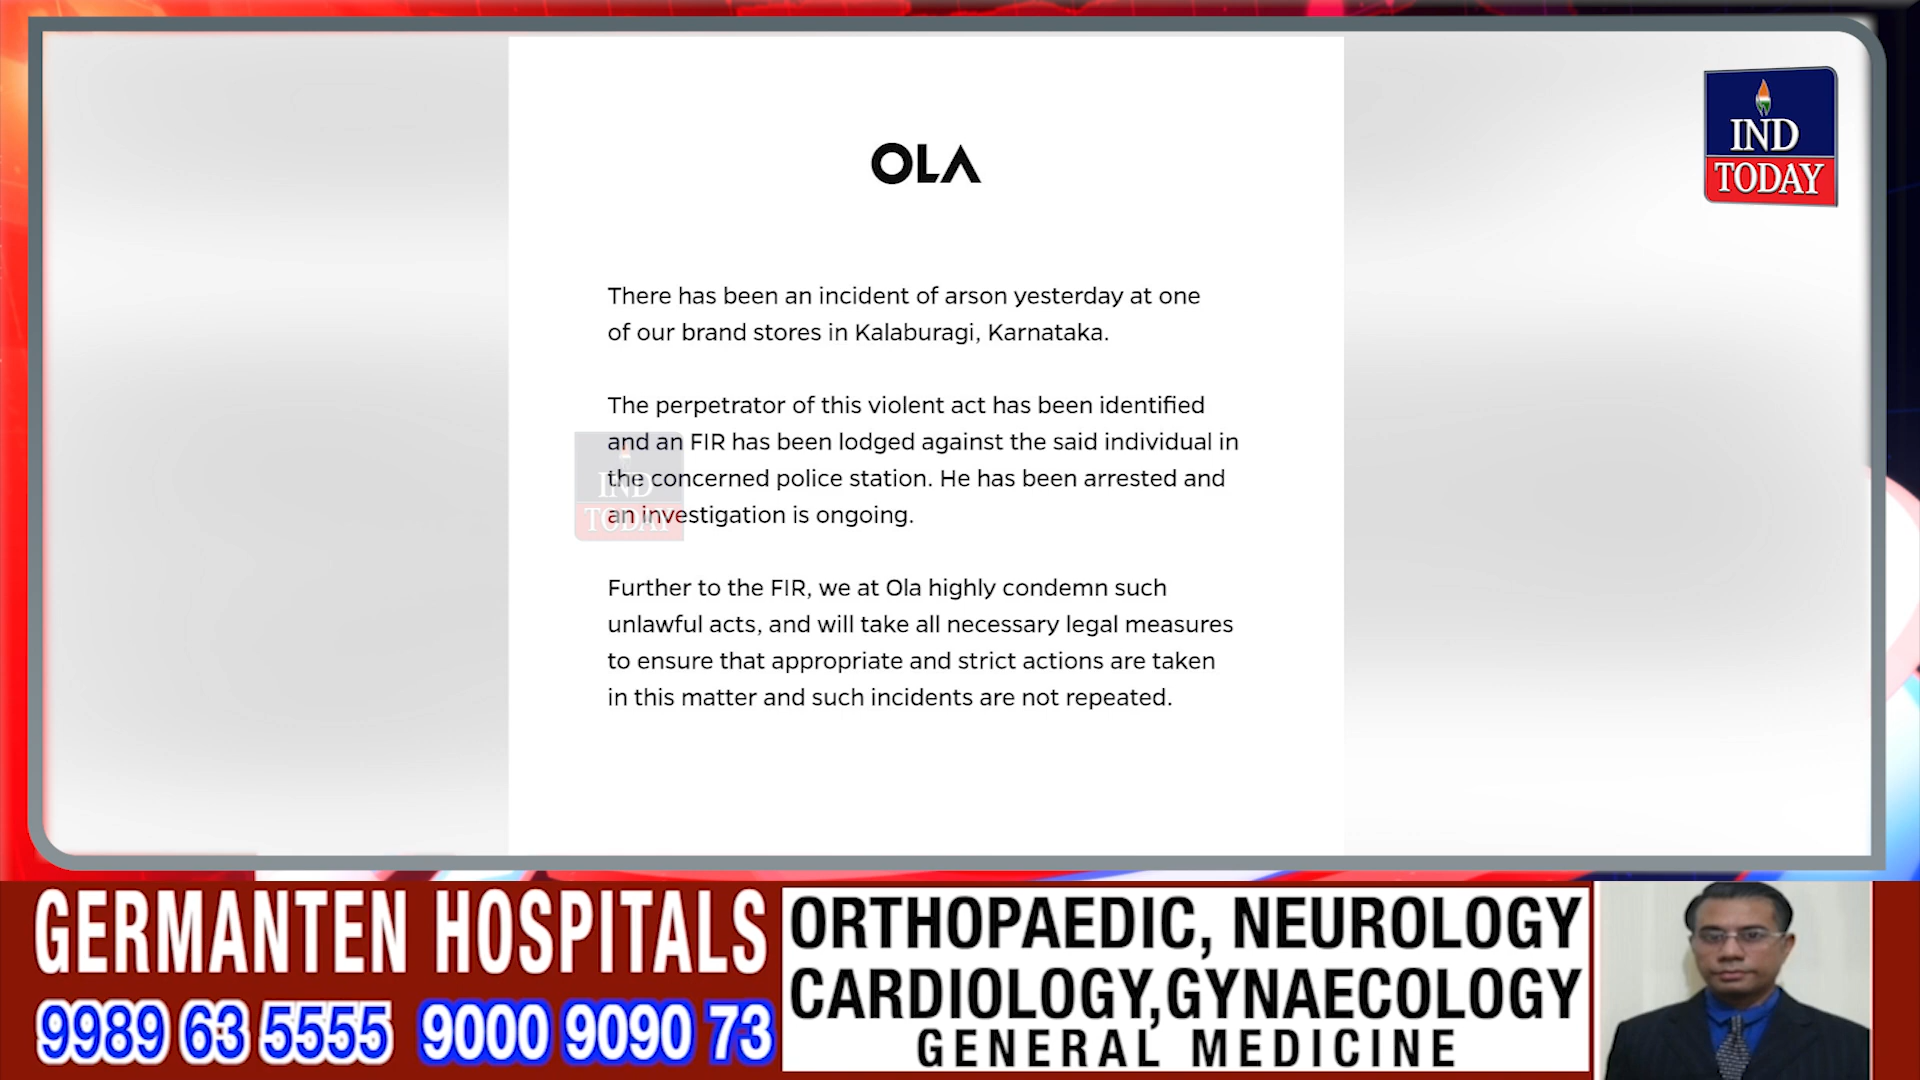 OLA
IND
TODAY
There has been an incident of arson yesterday at one
of our brand stores in Kalaburagi, Karnataka.
The perpetrator of this violent act has been identified
and an FIR has been lodged against the said individual in
the concerned police station. He has been arrested and
an investigation is ongoing.
IND
TODAY
Further to the FIR, we at Ola highly condemn such
unlawful acts, and will take all necessary legal measures
to ensure that appropriate and strict actions are taken
in this matter and such incidents are not repeated.
GERMANTEN HOSPITALS
9989 63 5555 9000 9090 73
ORTHOPAEDIC, NEUROLOGY
CARDIOLOGY,GYNAECOLOGY
GENERAL MEDICINE